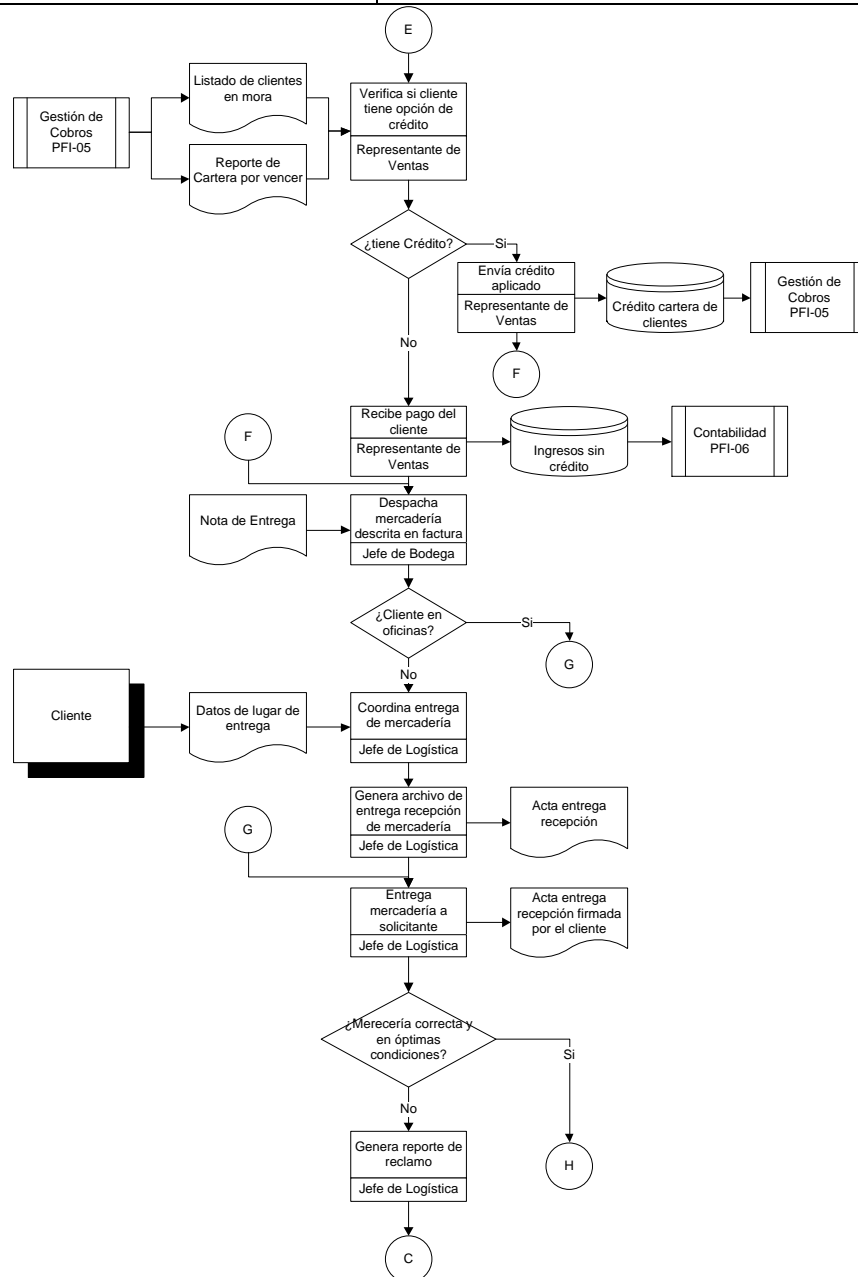 E
Listado de clientes
en mora
Verifica si cliente
tiene opción de
crédito
Representante de
Ventas
Gestión de
Cobros
PFI-05
Reporte de
Cartera por vencer
¿tiene Crédito?
Si
Envía crédito
aplicado
Representante de
Ventas
Crédito cartera de
clientes
Gestión de
Cobros
PFI-05
No
F
F
Recibe pago del
cliente
Representante de
Ventas
Ingresos sin
crédito
Contabilidad
PFI-06
Nota de Entrega
Despacha
mercadería
descrita en factura
Jefe de Bodega
¿Cliente en
oficinas?
Si
G
No
Cliente
Datos de lugar de
entrega
Coordina entrega
de mercadería
Jefe de Logística
Genera archivo de
entrega recepción
de mercadería
Jefe de Logística
Acta entrega
recepción
G
Entrega
mercadería a
solicitante
Jefe de Logística
Acta entrega
recepción firmada
por el cliente
¿Merecería correcta y
en óptimas
condiciones?
Si
No
Genera reporte de
reclamo
Jefe de Logística
H
C